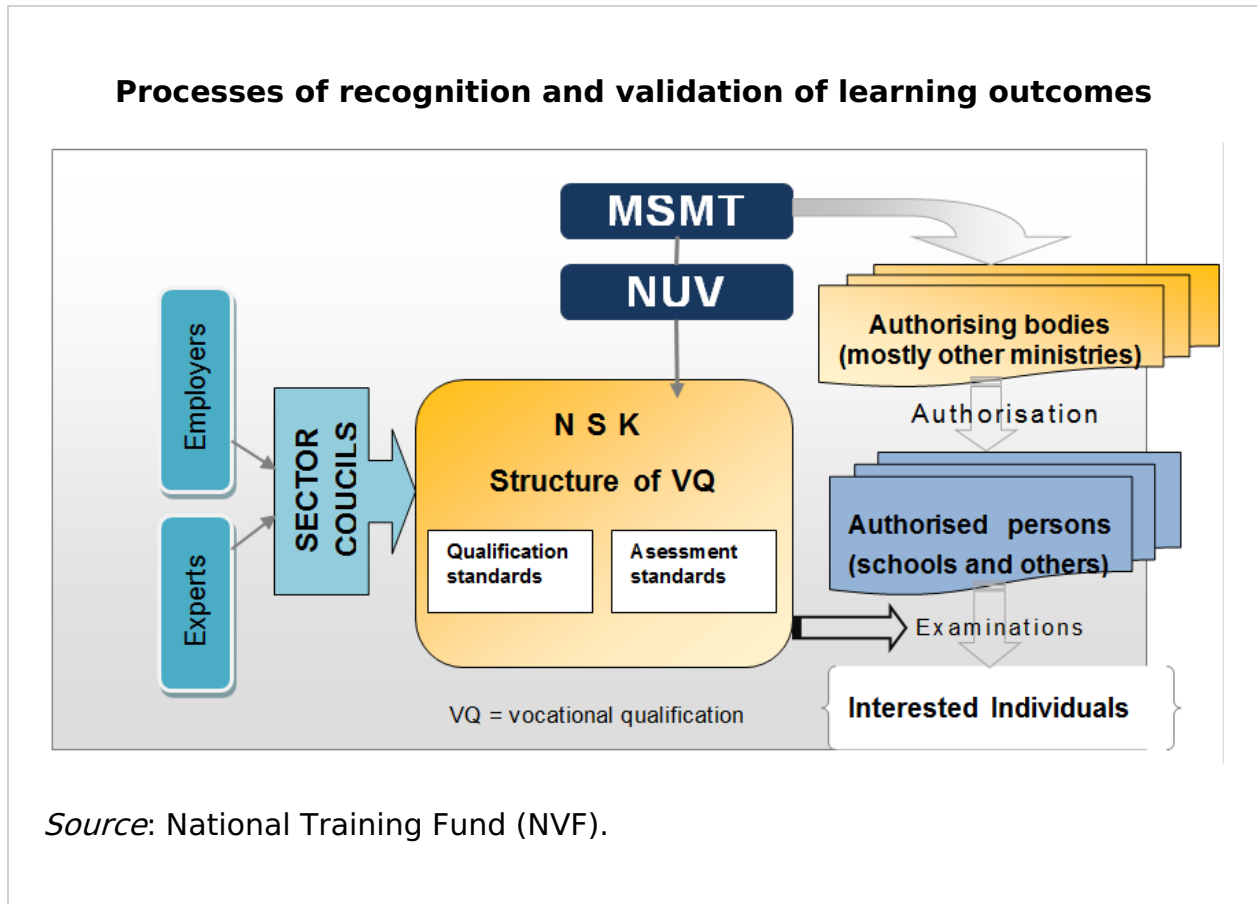 Processes of recognition and validation of learning outcomes
MSMT
NUV
Employers
Experts
SECTOR
COUCILS
N S K
Structure of VQ
Qualification
standards
Asessment
standards
VQ = vocational qualification
Authorising bodies
(mostly other ministries)
Authorisation
Authorised persons
(schools and others)
Examinations
Interested Individuals
Source: National Training Fund (NVF).